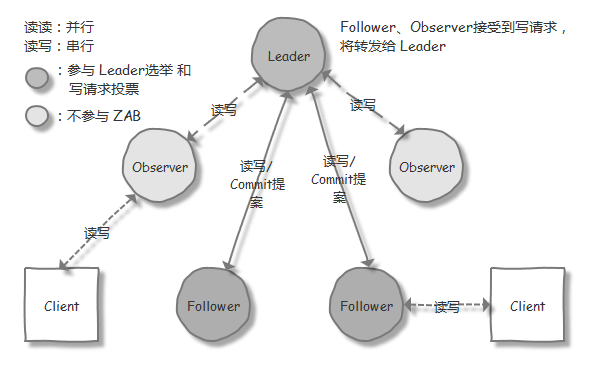 读读：并行
读写：串行
：参与 Leader选举 和
写请求投票
：不参与 ZAB
Follower、Observer接受到写请求，
将转发给 Leader
Leader
读写
读写
Observer
Observer
读写/
Commit提
案
读写/
Commit提
案
读写
Client
Follower
Follower
读写
Client